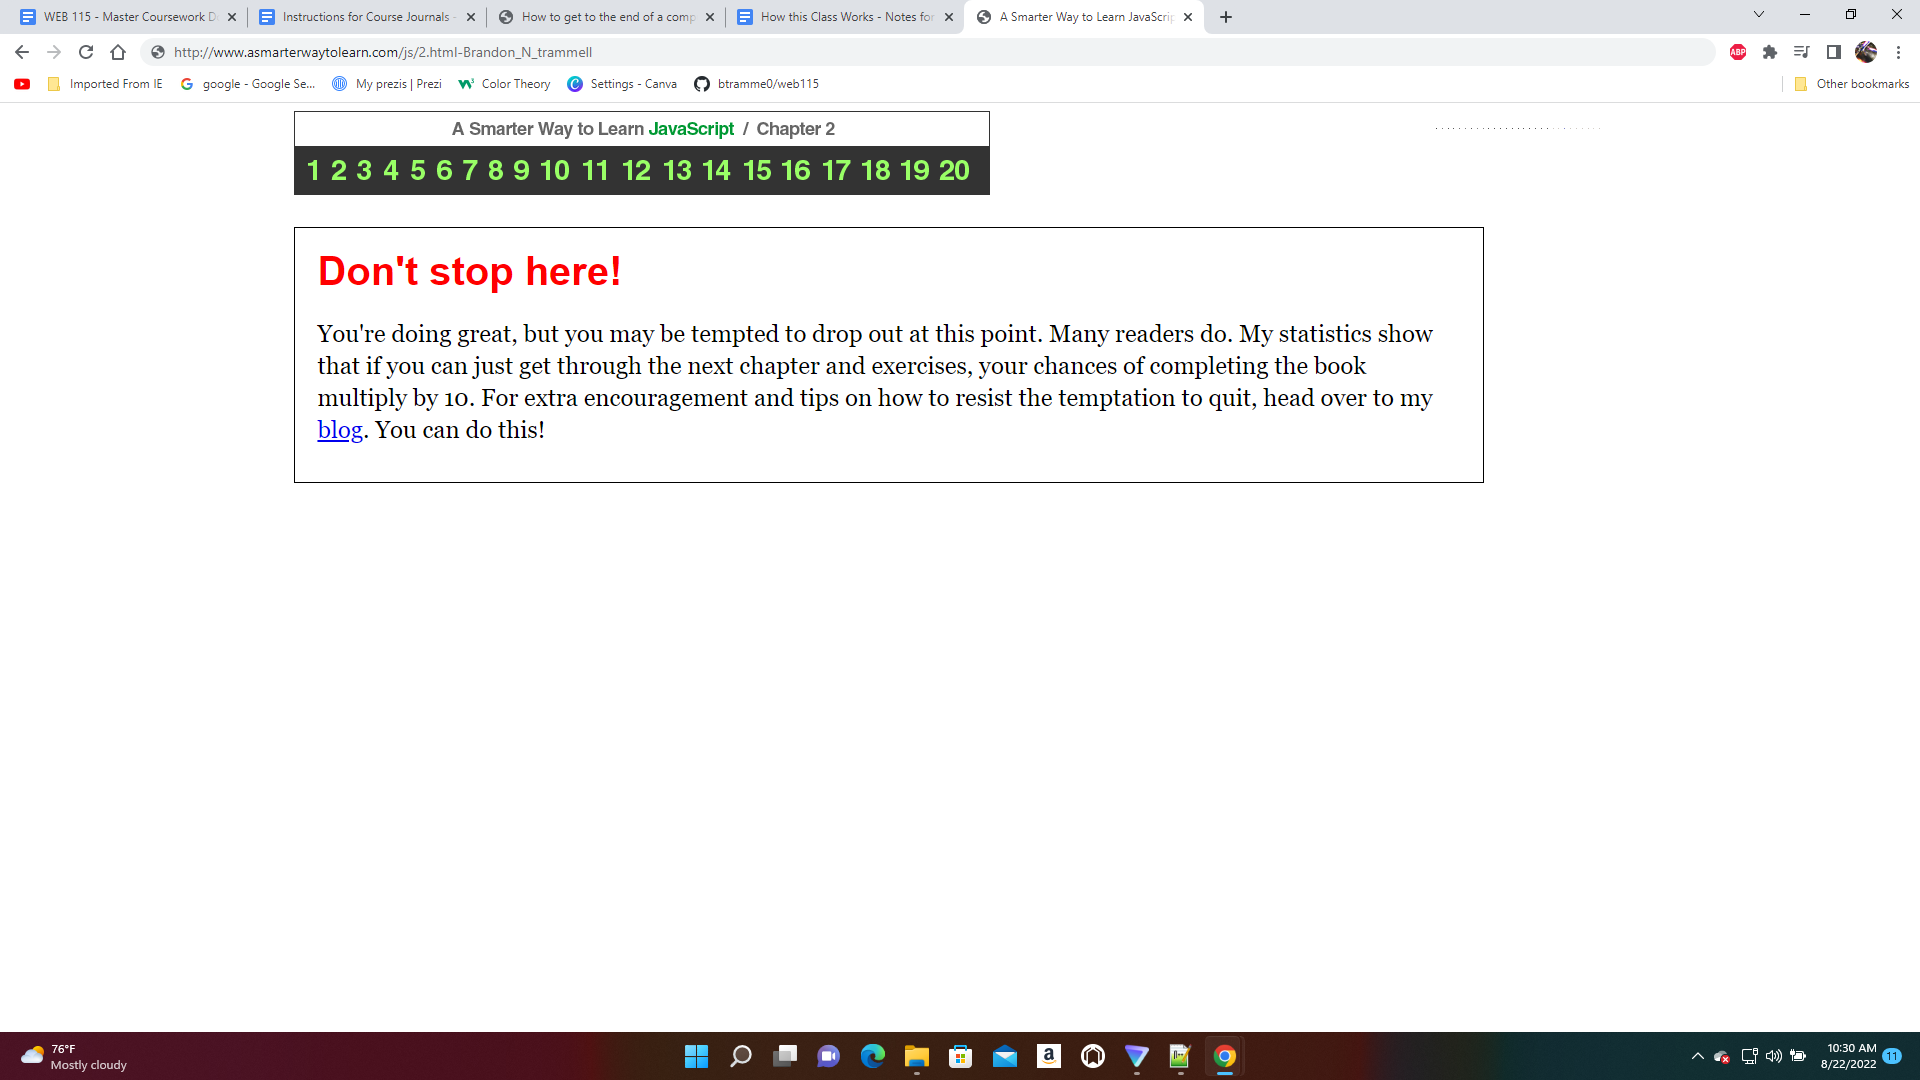 WEB 115 - Master Coursework D
Instructions for Course Journals -
How to get to the end of a comp
How this Class Works - Notes for
A Smarter Way to Learn JavaScrip
http://www.asmarterwaytolearn.com/js/2.html-Brandon_N_trammell
ABP
Imported From IE
google - Google Se...
My prezis | Prezi
Color Theory
Settings - Canva
btramme0/web115
Other bookmarks
A Smarter Way to Learn JavaScript / Chapter 2
1 2 3 4 5 6 7 8 9 10 11 12 13 14 15 16 17 18 19 20
Don't stop here!
You're doing great, but you may be tempted to drop out at this point. Many readers do. My statistics show
that if you can just get through the next chapter and exercises, your chances of completing the book
multiply by 10. For extra encouragement and tips on how to resist the temptation to quit, head over to my
blog. You can do this!
76°F
Mostly cloudy
10:30 AM
8/22/2022
11